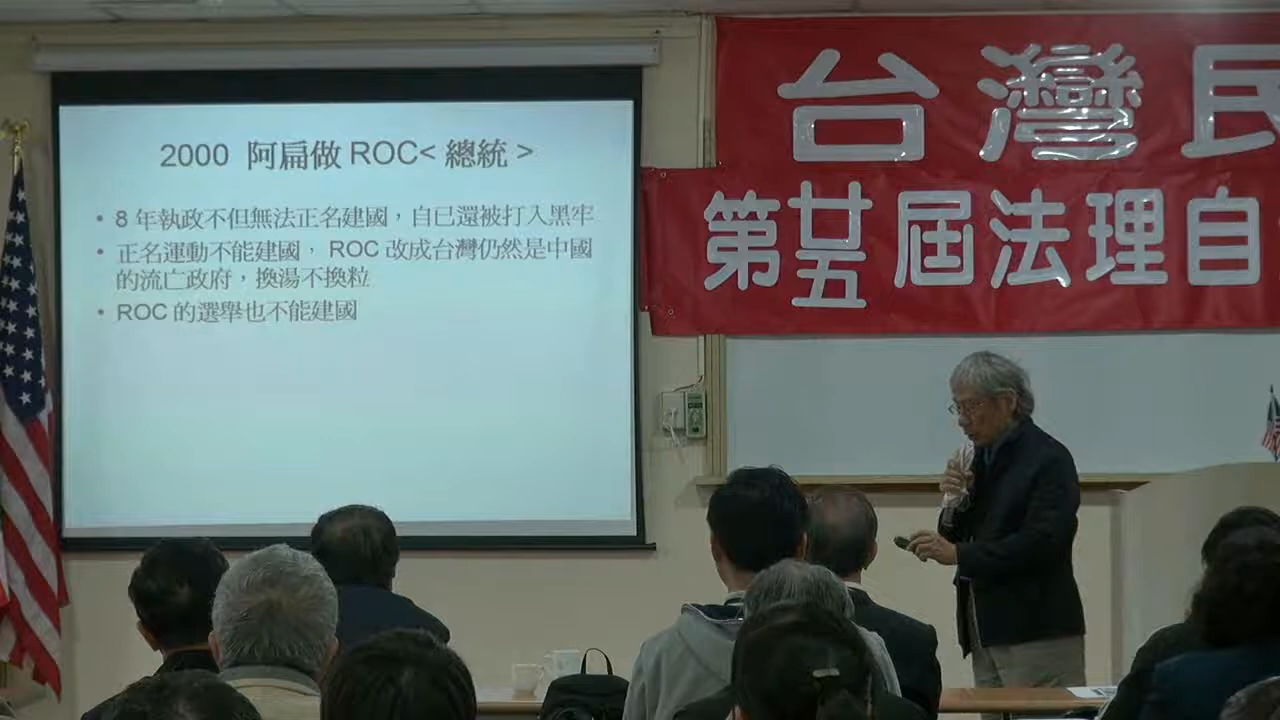 2000 阿扁做 ROC< 總統 >
• 8 年執政不但無法正名建國，自已還被打入黑牢
• 正名運動不能建國， ROC 改成台灣仍然是中國
的流亡政府，換湯不換粒
• ROC 的選舉也不能建國
台灣民
第廿五屆法理自